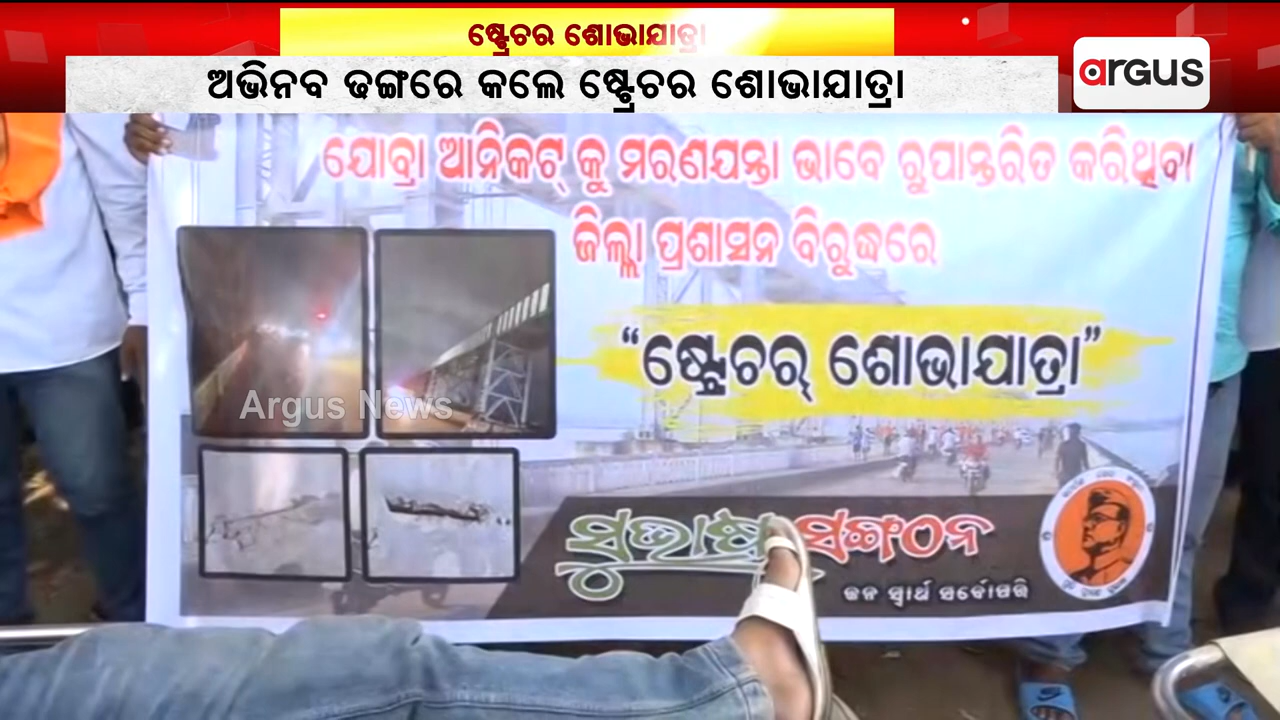 ଷ୍ଟ୍ରେଚର ଶୋଭାଯାତ୍ରା
ଅଭିନବ ଢଙ୍ଗରେ କଲେ ଷ୍ଟ୍ରେଚର ଶୋଭାଯାତ୍ରା
argus
ଯୋବ୍ରା ଆନିକଟ୍ କୁ ମରଣଯନ୍ତା ଭାବେ ରୁପାନ୍ତରିତ କରିଥିବା
ଜିଲ୍ଲା ପ୍ରଶାସନ ବିରୁଦ୍ଧରେ
“ଷ୍ଟ୍ରେଚର୍ ଶୋଭାଯାତ୍ରା”
Argus News
ସୁଭାଷ ସଙ୍ଗଠନ
ଜନ ସ୍ୱାର୍ଥ ସର୍ବୋପରି